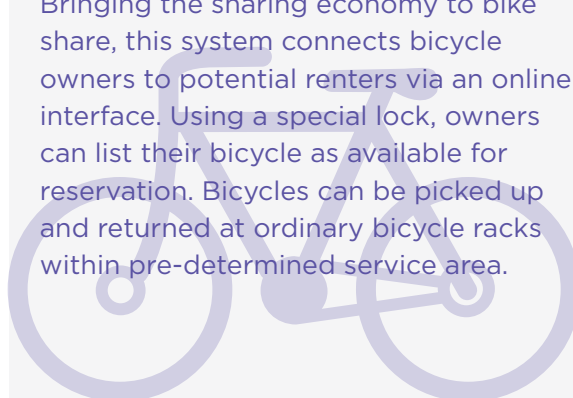 Bringing the sharing economy to bike
share, this system connects bicycle
owners to potential renters via an online
interface. Using a special lock, owners
can list their bicycle as available for
reservation. Bicycles can be picked up
and returned at ordinary bicycle racks
within pre-determined service area.